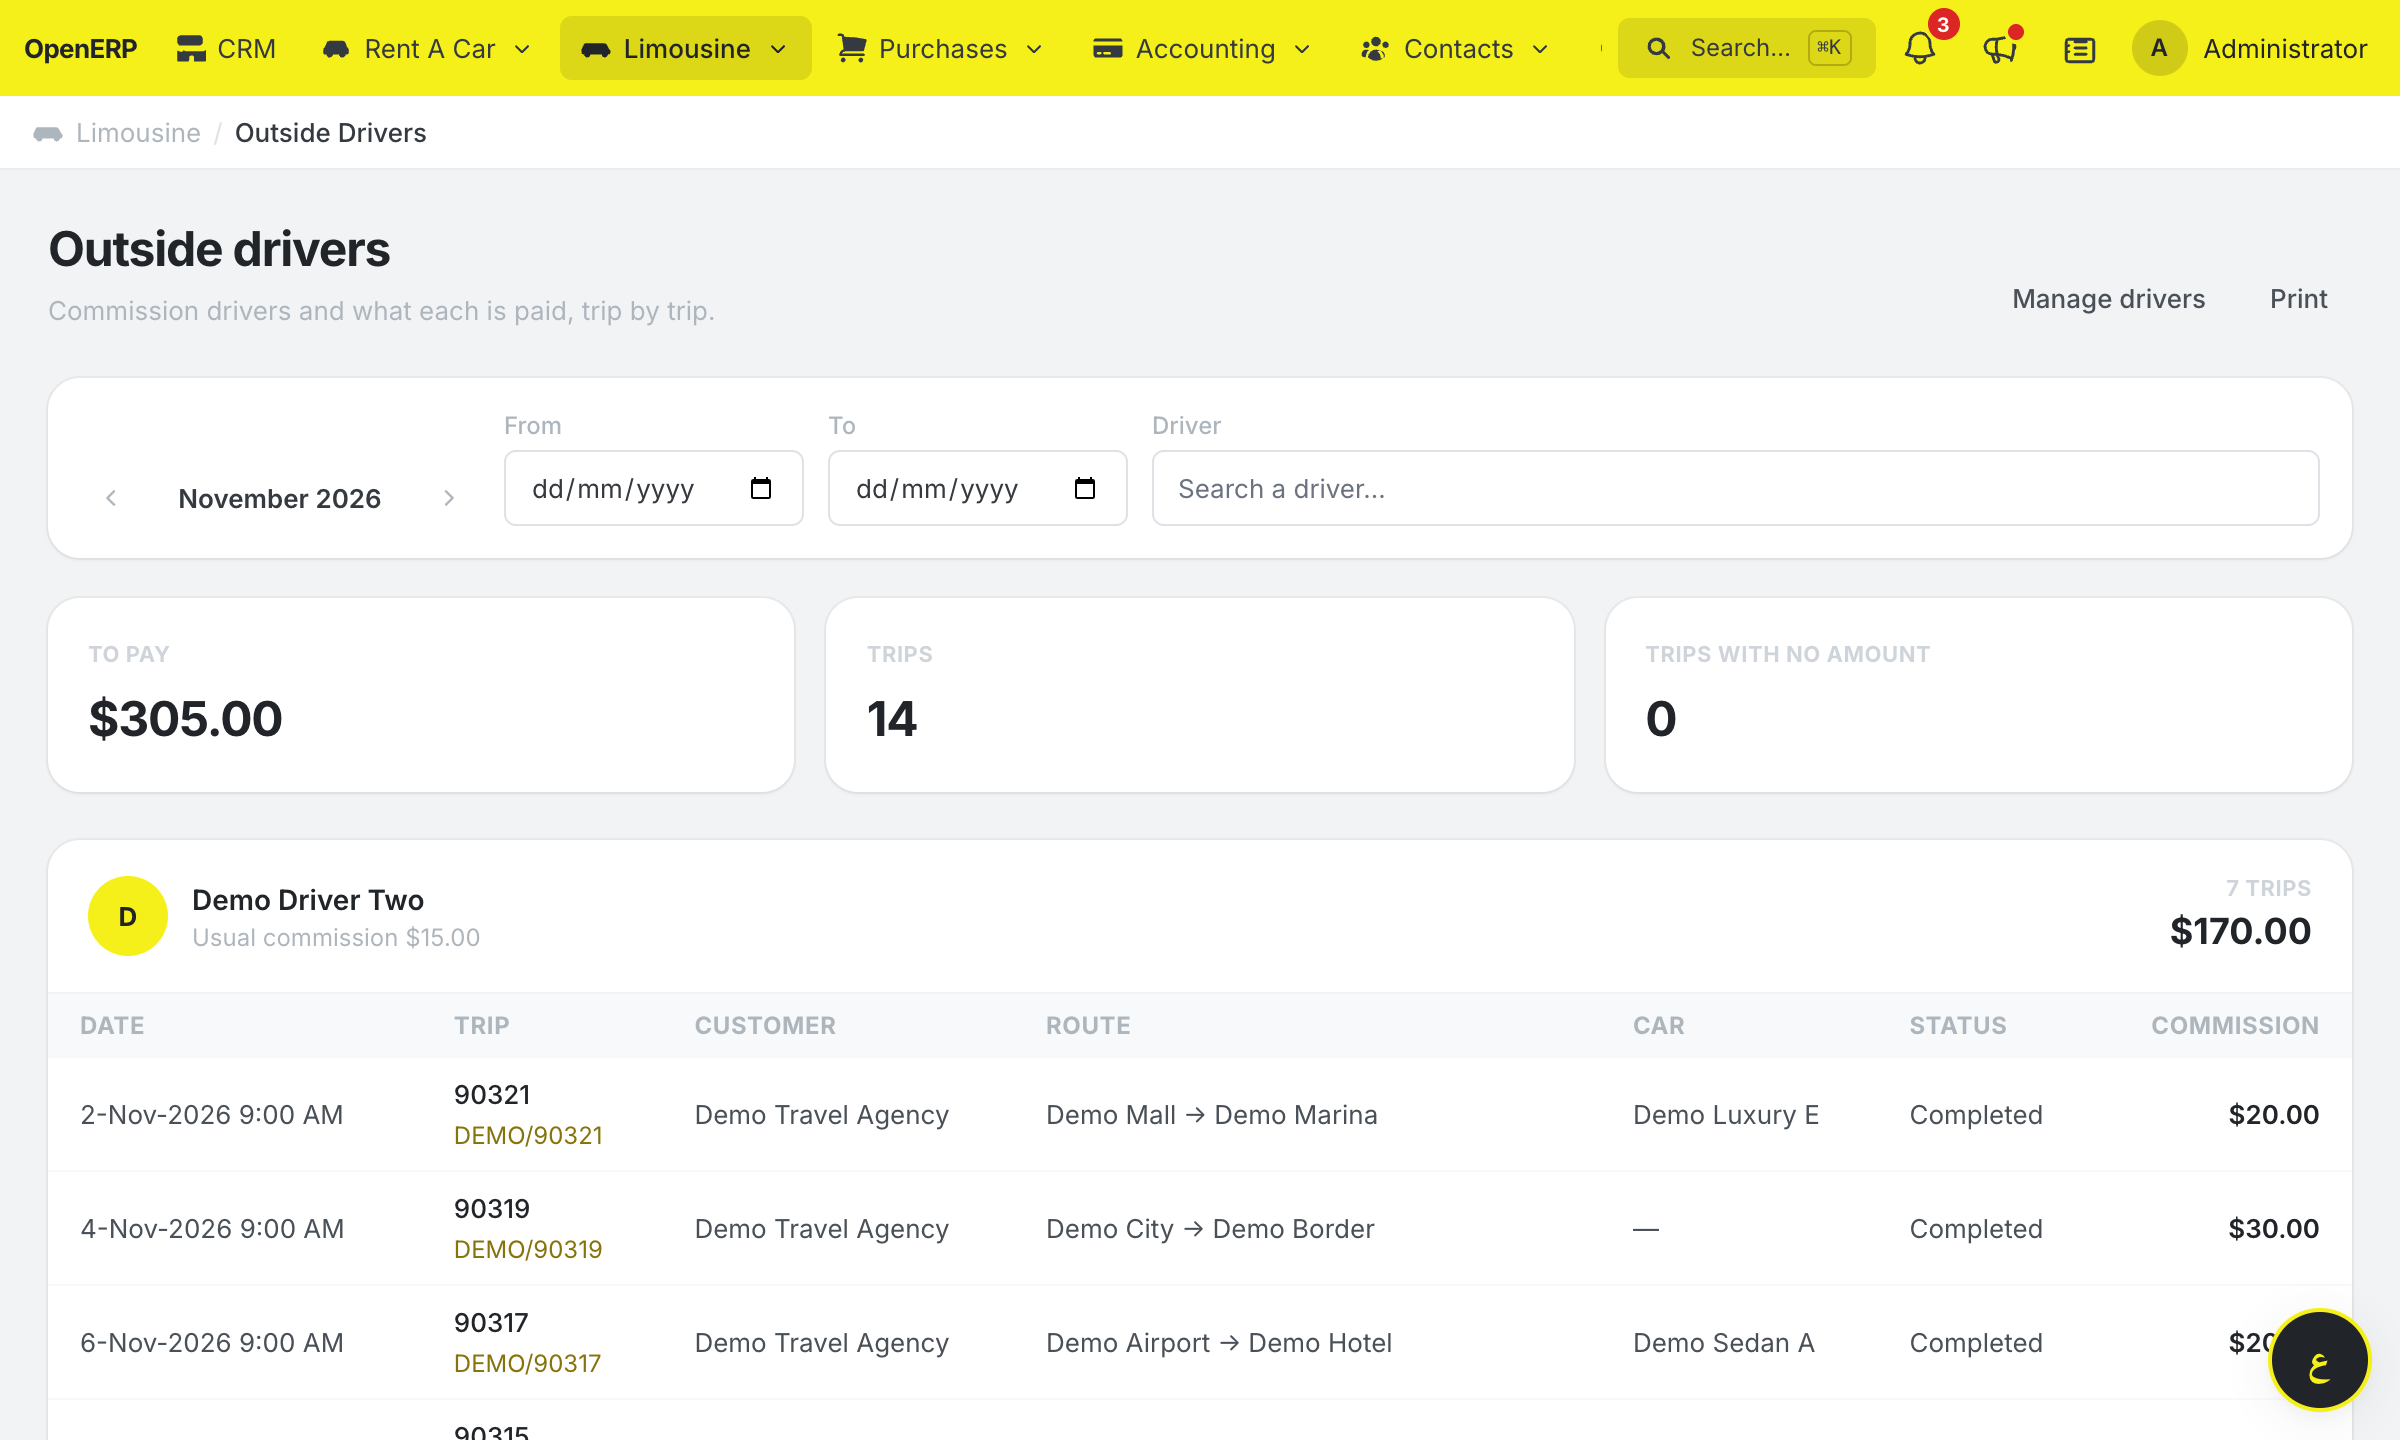 OpenERP
CRM
Rent A Car
Limousine
Purchases
Accounting
Contacts
Search...
⌘K
3
A
Administrator
Limousine / Outside Drivers
Outside drivers
Commission drivers and what each is paid, trip by trip.
Manage drivers
Print
November 2026
From
dd/mm/yyyy
To
dd/mm/yyyy
Driver
Search a driver...
TO PAY
$305.00
TRIPS
14
TRIPS WITH NO AMOUNT
0
D
Demo Driver Two
Usual commission $15.00
7 TRIPS
$170.00
DATE TRIP CUSTOMER ROUTE CAR STATUS COMMISSION
2-Nov-2026 9:00 AM 90321 Demo Travel Agency Demo Mall → Demo Marina Demo Luxury E Completed $20.00
DEMO/90321
4-Nov-2026 9:00 AM 90319 Demo Travel Agency Demo City → Demo Border — Completed $30.00
DEMO/90319
6-Nov-2026 9:00 AM 90317 Demo Travel Agency Demo Airport → Demo Hotel Demo Sedan A Completed
DEMO/90317
ع
90315